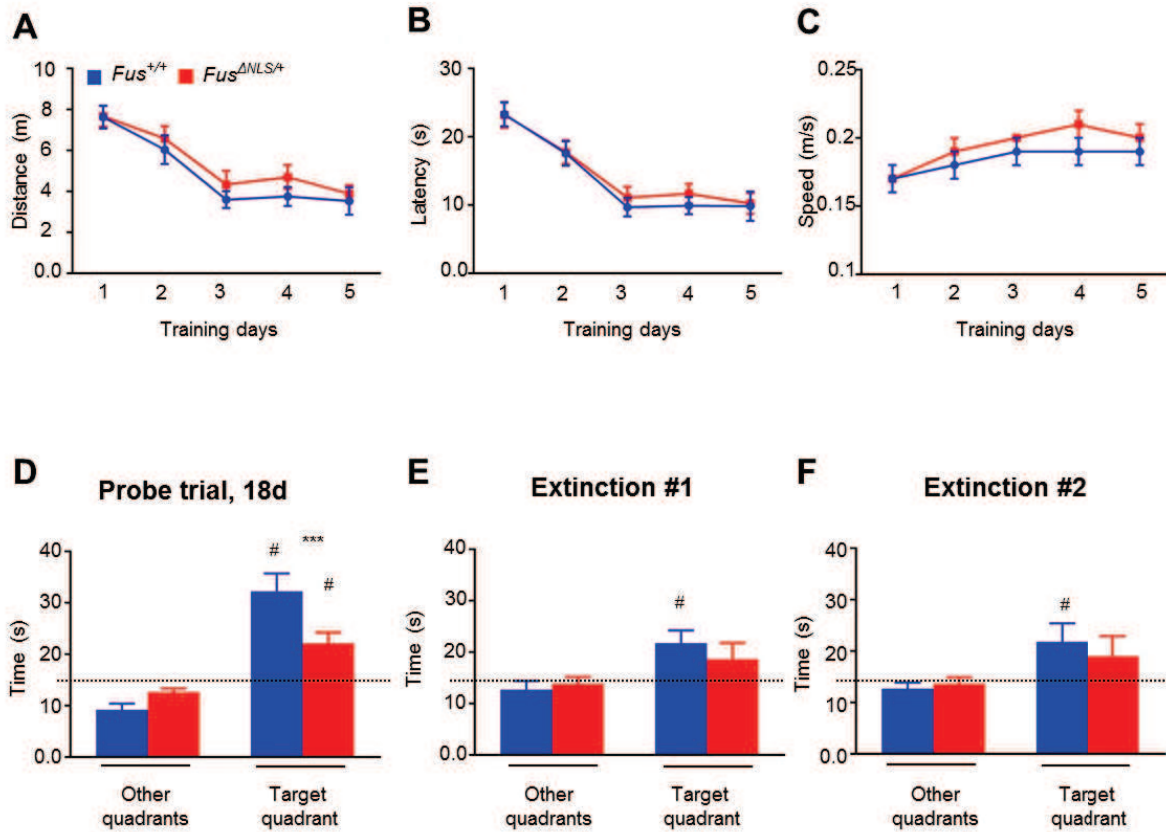 A
B
C
Fus+/+ FusΔNLS/+
Distance (m)
10
8
6
4
2
0.0
1 2 3 4 5
Training days
Latency (s)
30
20
10
0.0
1 2 3 4 5
Training days
Speed (m/s)
0.25
0.2
0.15
0.1
1 2 3 4 5
Training days
D
Probe trial, 18d
Time (s)
40
30
20
10
0.0
# *** #
Other
quadrants
Target
quadrant
E
Extinction #1
Time (s)
40
30
20
10
0.0
#
Other
quadrants
Target
quadrant
F
Extinction #2
Time (s)
40
30
20
10
0.0
#
Other
quadrants
Target
quadrant